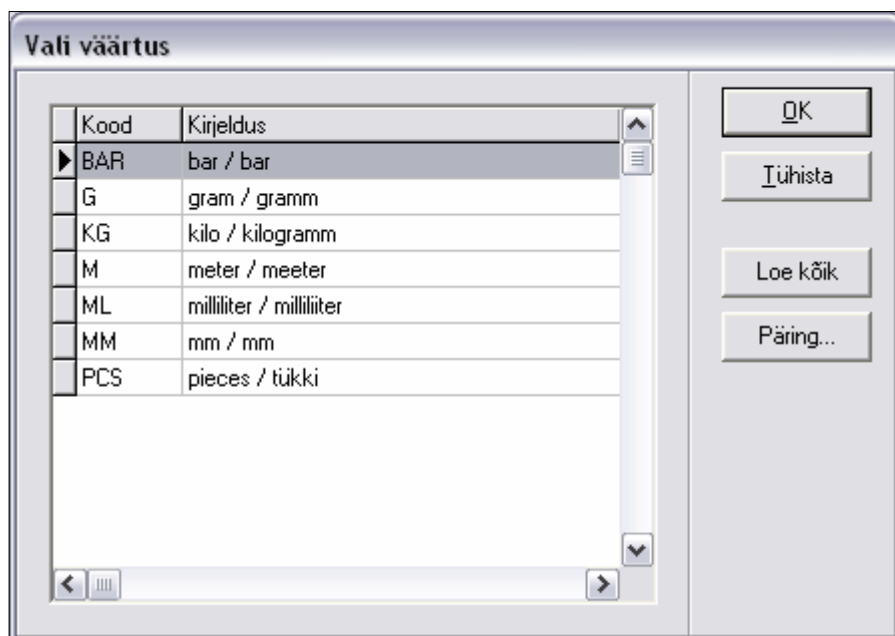 Vali väärtus
Kood Kirjeldus
BAR bar / bar
G gram / gramm
KG kilo / kilogramm
M meter / meeter
ML milliliter / milliliiter
MM mm / mm
PCS pieces / tükki
OK
Tühista
Loe kõik
Päring...